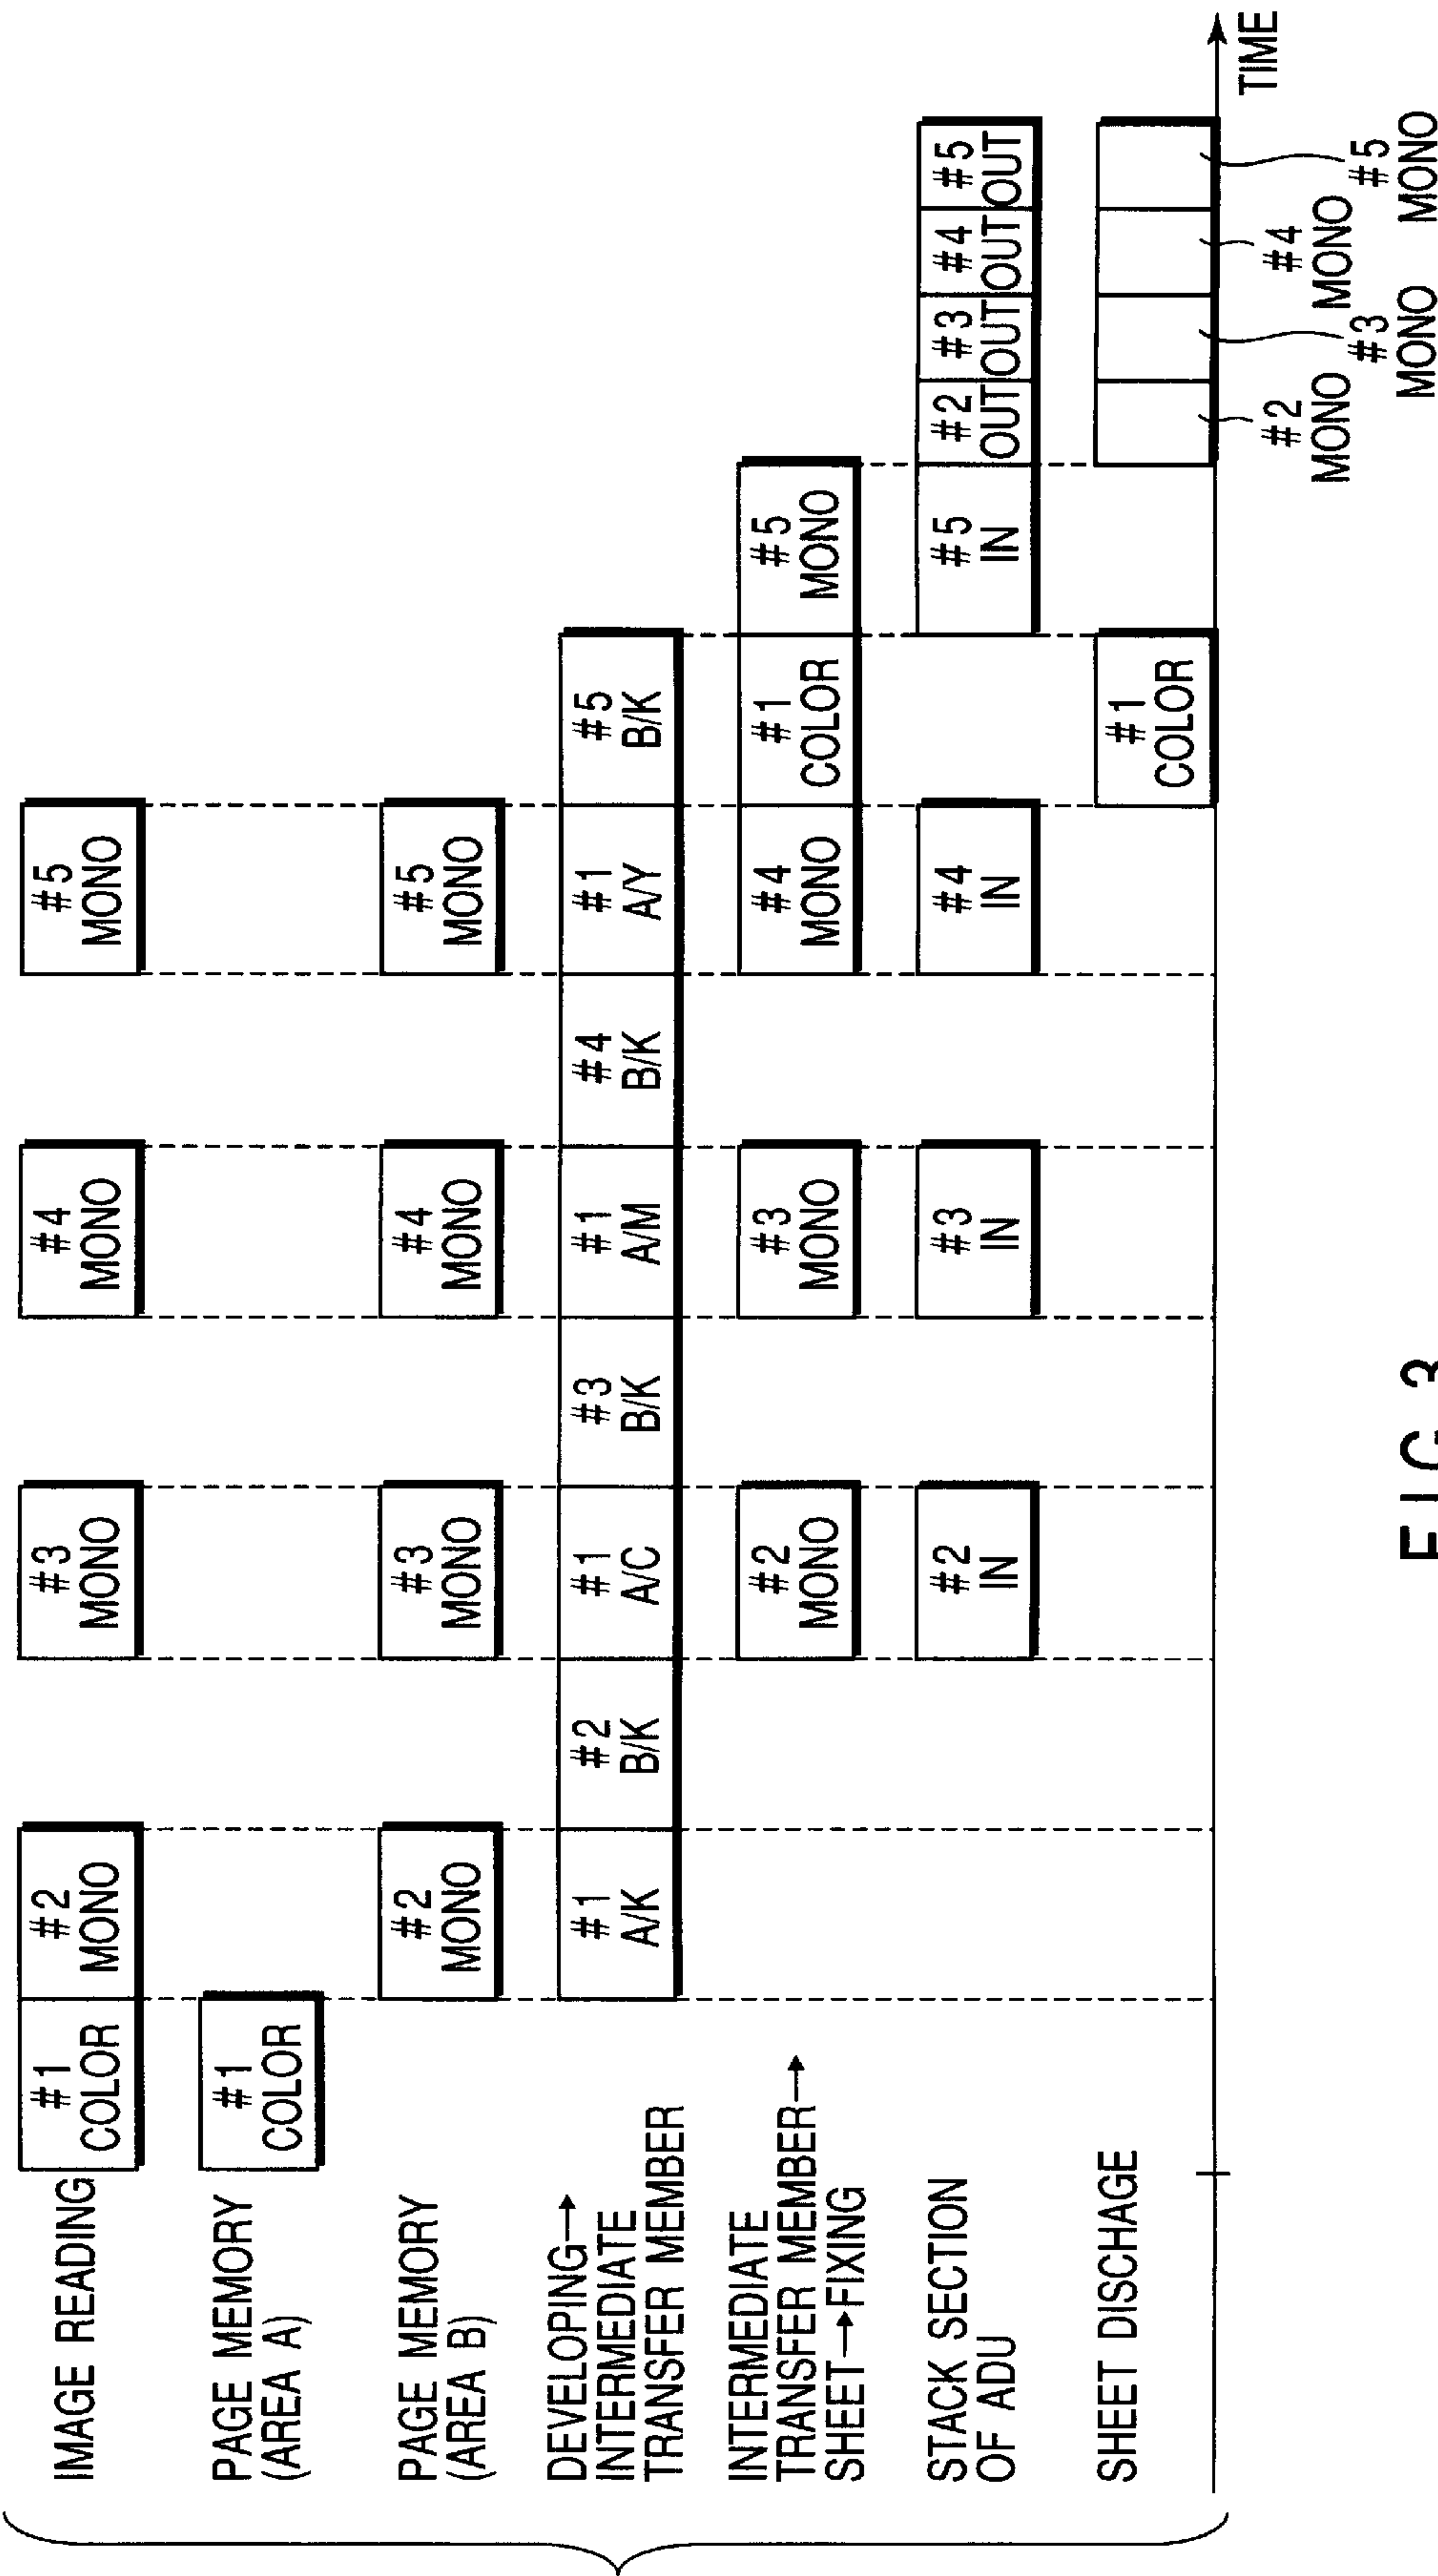 IMAGE READING
#1
COLOR
#2
MONO
#3
MONO
#4
MONO
#5
MONO
PAGE MEMORY
(AREA A)
#1
COLOR
PAGE MEMORY
(AREA B)
#2
MONO
#3
MONO
#4
MONO
#5
MONO
DEVELOPING→
INTERMEDIATE
TRANSFER MEMBER
#1
A/K
#2
B/K
#1
A/C
#3
B/K
#1
A/M
#4
B/K
#1
A/Y
#5
B/K
INTERMEDIATE
TRANSFER MEMBER→
SHEET→FIXING
#2
MONO
#3
MONO
#4
MONO
#1
COLOR
#5
MONO
STACK SECTION
OF ADU
#2
IN
#3
IN
#4
IN
#5
IN
#2
OUT
#3
OUT
#4
OUT
#5
OUT
SHEET DISCHAGE
#1
COLOR
TIME
#2
MONO
#3
MONO
#4
MONO
#5
MONO
FIG. 3